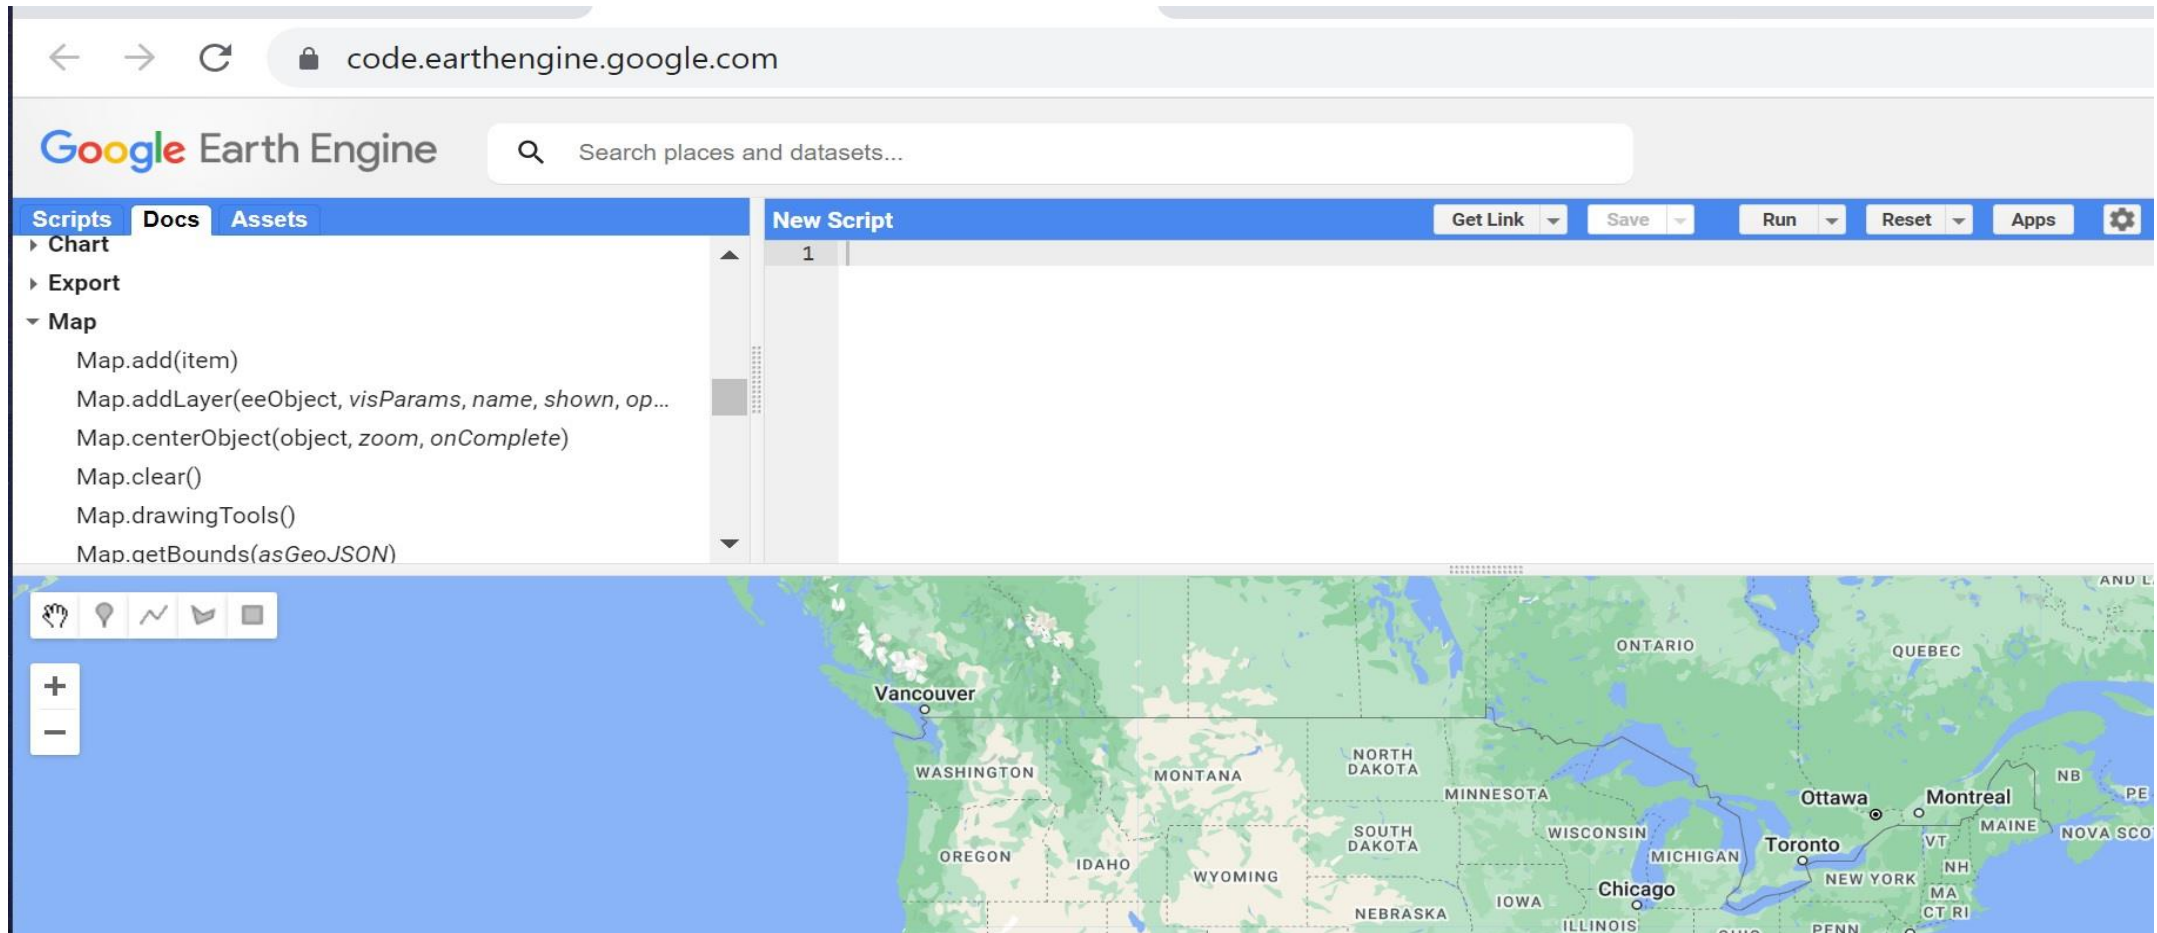 code.earthengine.google.com
Google Earth Engine
Search places and datasets...
Scripts Docs Assets
New Script
Get Link
Save
Run
Reset
Apps
Chart
Export
Map
Map.add(item)
Map.addLayer(eeObject, visParams, name, shown, op...
Map.centerObject(object, zoom, onComplete)
Map.clear()
Map.drawingTools()
Map.getBounds(asGeoJSON)
1
AND L
ONTARIO
QUEBEC
Vancouver
WASHINGTON
MONTANA
NORTH
DAKOTA
MINNESOTA
NB
PE
Ottawa
Montreal
SOUTH
DAKOTA
WISCONSIN
MICHIGAN
Toronto
VT
MAINE
NOVA SCO
OREGON
IDAHO
WYOMING
NEW YORK
NH
MA
CT RI
Chicago
NEBRASKA
IOWA
ILLINOIS
OHIO
PENN